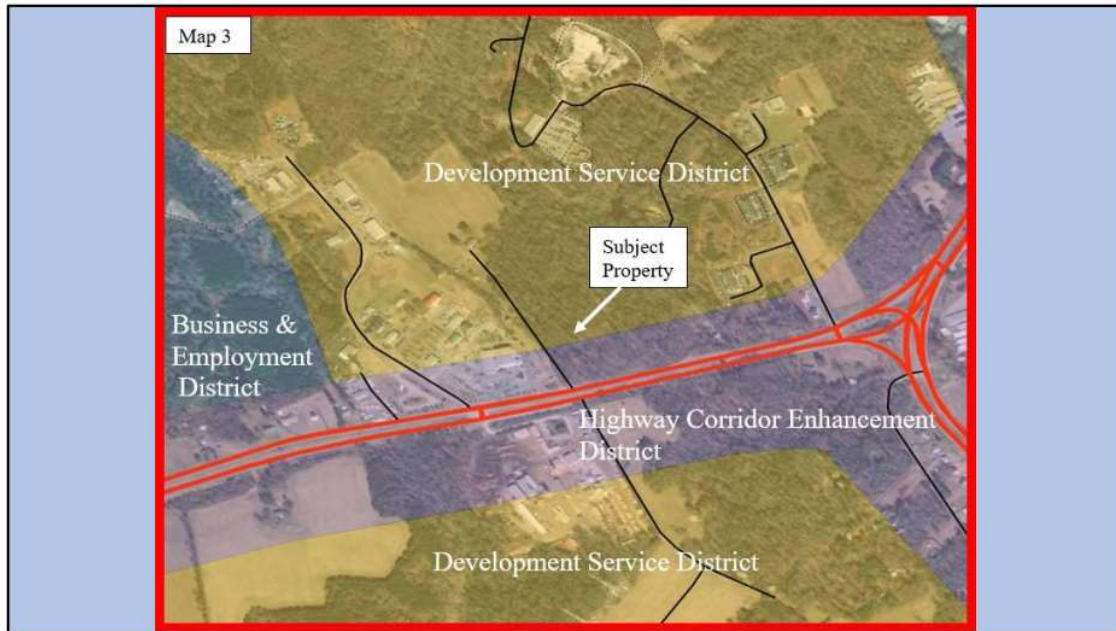 Map 3
Development Service District
Subject
Property
Business &
Employment
District
Highway Corridor Enhancement
District
Development Service District